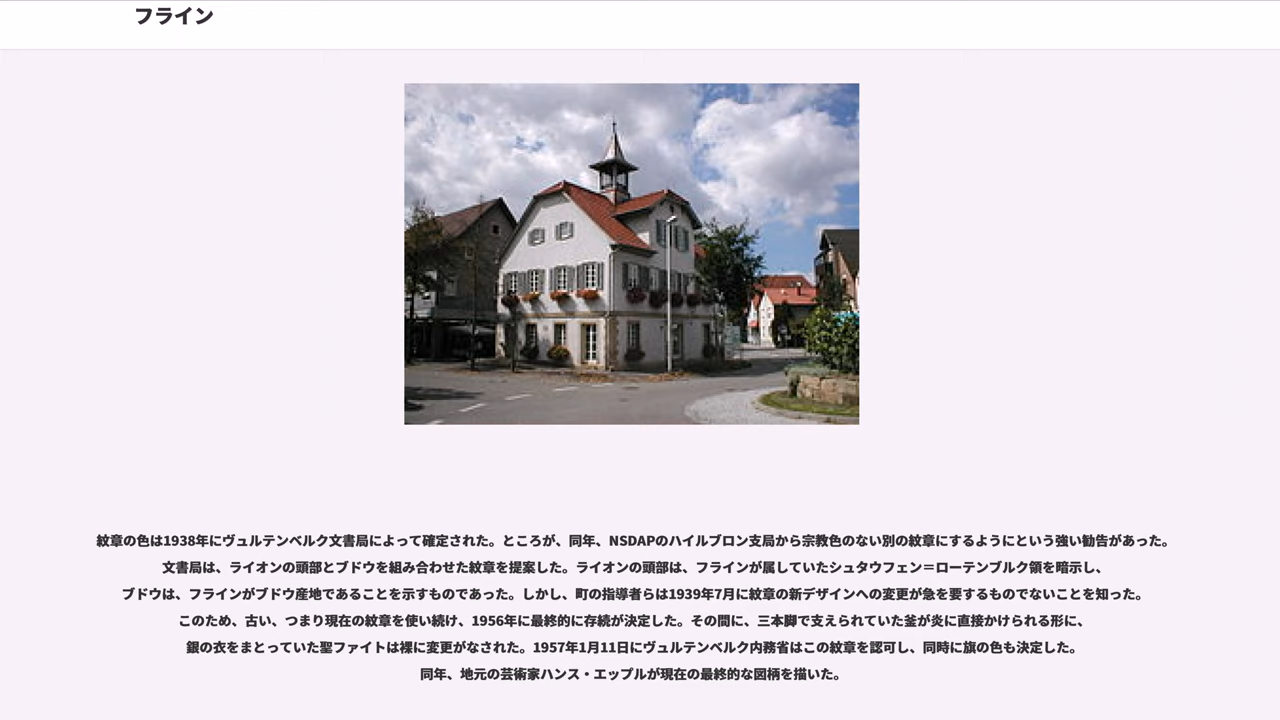 フライン
紋章の色は1938年にヴュルテンベルク文書局によって確定された。ところが、同年、NSDAPのハイルブロン支局から宗教色のない別の紋章にするようにという強い勧告があった。
文書局は、ライオンの頭部とブドウを組み合わせた紋章を提案した。ライオンの頭部は、フラインが属していたシュタウフェン＝ローテンブルク領を暗示し、
ブドウは、フラインがブドウ産地であることを示すものであった。しかし、町の指導者らは1939年7月に紋章の新デザインへの変更が急を要するものでないことを知った。
このため、古い、つまり現在の紋章を使い続け、1956年に最終的に存続が決定した。その間に、三本脚で支えられていた釜が炎に直接かけられる形に、
銀の衣をまとっていた聖ファイトは裸に変更がなされた。1957年1月11日にヴュルテンベルク内務省はこの紋章を認可し、同時に旗の色も決定した。
同年、地元の芸術家ハンス・エップルが現在の最終的な図柄を描いた。